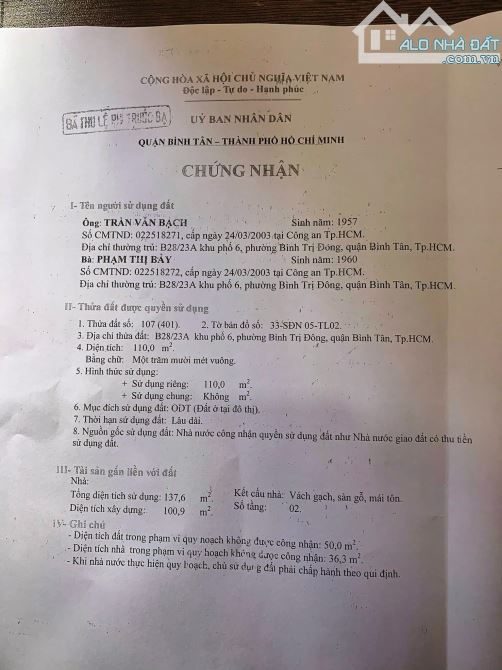 ALO NHÀ ĐẤT
.com.vn
CỘNG HÒA XÃ HỘI CHỦ NGHĨA VIỆT NAM
Độc lập - Tự do - Hạnh phúc
ĐÃ THU LỆ PHÍ TRƯỚC BẠ
UỶ BAN NHÂN DÂN
QUẬN BÌNH TÂN – THÀNH PHỐ HỒ CHÍ MINH
CHỨNG NHẬN
I- Tên người sử dụng đất
Ông: TRẦN VĂN BẠCH Sinh năm: 1957
Số CMTND: 022518271, cấp ngày 24/03/2003 tại Công an Tp.HCM.
Địa chỉ thường trú: B28/23A khu phố 6, phường Bình Trị Đông, quận Bình Tân, Tp.HCM.
Bà: PHẠM THỊ BẢY Sinh năm: 1960
Số CMTND: 022518272, cấp ngày 24/03/2003 tại Công an Tp.HCM.
Địa chỉ thường trú: B28/23A khu phố 6, phường Bình Trị Đông, quận Bình Tân, Tp.HCM.
II- Thửa đất được quyền sử dụng
1. Thửa đất số: 107 (401). 2. Tờ bản đồ số: 33-SĐN 05-TL02.
3. Địa chỉ thửa đất: B28/23A khu phố 6, phường Bình Trị Đông, quận Bình Tân, Tp.HCM.
4. Diện tích: 110,0 m².
Bằng chữ: Một trăm mười mét vuông.
5. Hình thức sử dụng:
+ Sử dụng riêng: 110,0 m².
+ Sử dụng chung: Không m².
6. Mục đích sử dụng đất: ODT (Đất ở tại đô thị).
7. Thời hạn sử dụng đất: Lâu dài.
8. Nguồn gốc sử dụng đất: Nhà nước công nhận quyền sử dụng đất như Nhà nước giao đất có thu tiền
sử dụng đất.
III- Tài sản gắn liền với đất
Nhà:
Tổng diện tích sử dụng: 137,6 m². Kết cấu nhà: Vách gạch, sàn gỗ, mái tôn.
Diện tích xây dựng: 100,9 m². Số tầng: 02.
IV- Ghi chú
- Diện tích đất trong phạm vi quy hoạch không được công nhận: 50,0 m².
- Diện tích nhà trong phạm vi quy hoạch không được công nhận: 36,3 m².
- Khi nhà nước thực hiện quy hoạch, chủ sử dụng đất phải chấp hành theo qui định.